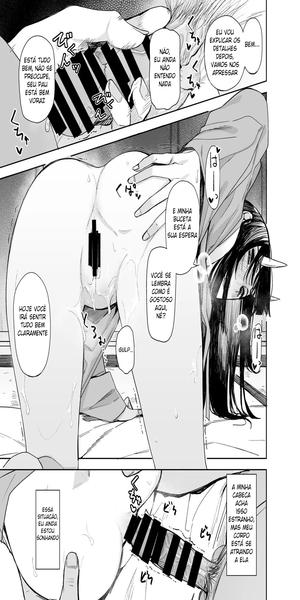 BEM...
EU VOU
EXPLICAR OS
DETALHES
DEPOIS,
VAMOS NOS
APRESSAR
NÃO,
EU AINDA
NÃO
ENTENDO
NADA
ESTÁ TUDO
BEM, NÃO SE
PREOCUPE,
SEU PAU
ESTÁ BEM
VORAZ
E MINHA
BUCETA
ESTÁ A
SUA ESPERA
VOCÊ SE
LEMBRA
COMO É
GOSTOSO
AQUI,
NÉ?
GULP...
HOJE VOCÊ
IRÁ SENTIR
TUDO BEM
CLARAMENTE
A MINHA
CABEÇA
ACHA
ISSO
ESTRANHO,
MAS MEU
CORPO
ESTÁ SE
ATRAINDO
A ELA
ESSA
SITUAÇÃO,
EU AINDA
ESTOU
SONHANDO